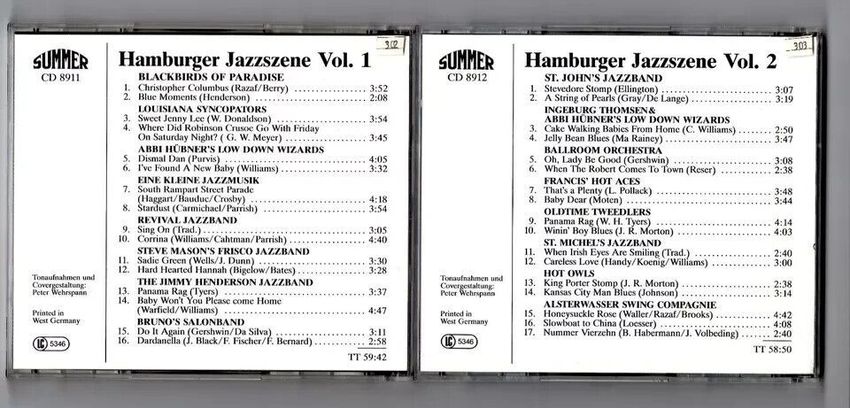 302
SUMMER
CD 8911
Hamburger Jazzszene Vol. 1
BLACKBIRDS OF PARADISE
1. Christopher Columbus (Razaf/Berry) .................. 3:52
2. Blue Moments (Henderson) .................. 2:08
LOUISIANA SYNCOPATORS
3. Sweet Jenny Lee (W. Donaldson) .................. 3:54
4. Where Did Robinson Crusoe Go With Friday
On Saturday Night? ( G. W. Meyer) .................. 3:45
ABBI HÜBNER'S LOW DOWN WIZARDS
5. Dismal Dan (Purvis) .................. 4:05
6. I've Found A New Baby (Williams) .................. 3:32
EINE KLEINE JAZZMUSIK
7. South Rampart Street Parade
(Haggart/Bauduc/Crosby) .................. 4:18
8. Stardust (Carmichael/Parrish) .................. 3:54
REVIVAL JAZZBAND
9. Sing On (Trad.) .................. 3:05
10. Corrina (Williams/Cahtman/Parrish) .................. 4:40
STEVE MASON'S FRISCO JAZZBAND
11. Sadie Green (Wells/J. Dunn) .................. 3:30
12. Hard Hearted Hannah (Bigelow/Bates) .................. 3:28
THE JIMMY HENDERSON JAZZBAND
13. Panama Rag (Tyers) .................. 3:37
14. Baby Won't You Please come Home
(Warfield/Williams) .................. 4:47
BRUNO'S SALONBAND
15. Do It Again (Gershwin/Da Silva) .................. 3:11
16. Dardanella (J. Black/F. Fischer/F. Bernard) .................. 2:58
TT 59:42
Tonaufnahmen und
Covergestaltung:
Peter Wehrspann
Printed in
West Germany
LC 5346
303
SUMMER
CD 8912
Hamburger Jazzszene Vol. 2
ST. JOHN'S JAZZBAND
1. Stevedore Stomp (Ellington) .................. 3:07
2. A String of Pearls (Gray/De Lange) .................. 3:19
INGEBURG THOMSEN&
ABBI HÜBNER'S LOW DOWN WIZARDS
3. Cake Walking Babies From Home (C. Williams) ........ 2:50
4. Jelly Bean Blues (Ma Rainey) .................. 3:47
BALLROOM ORCHESTRA
5. Oh, Lady Be Good (Gershwin) .................. 3:08
6. When The Robert Comes To Town (Reser) .................. 2:38
FRANCIS' HOT ACES
7. That's a Plenty (L. Pollack) .................. 3:48
8. Baby Dear (Moten) .................. 3:44
OLDTIME TWEEDLERS
9. Panama Rag (W. H. Tyers) .................. 4:14
10. Winin' Boy Blues (J. R. Morton) .................. 4:03
ST. MICHEL'S JAZZBAND
11. When Irish Eyes Are Smiling (Trad.) .................. 2:40
12. Careless Love (Handy/Koenig/Williams) .................. 3:00
HOT OWLS
13. King Porter Stomp (J. R. Morton) .................. 2:38
14. Kansas City Man Blues (Johnson) .................. 3:14
ALSTERWASSER SWING COMPAGNIE
15. Honeysuckle Rose (Waller/Razaf/Brooks) .................. 4:42
16. Slowboat to China (Loesser) .................. 4:08
17. Nummer Vierzehn (B. Habermann/J. Volbeding) ........ 2:40
TT 58:50
Tonaufnahmen und
Covergestaltung:
Peter Wehrspann
Printed in
West Germany
LC 5346